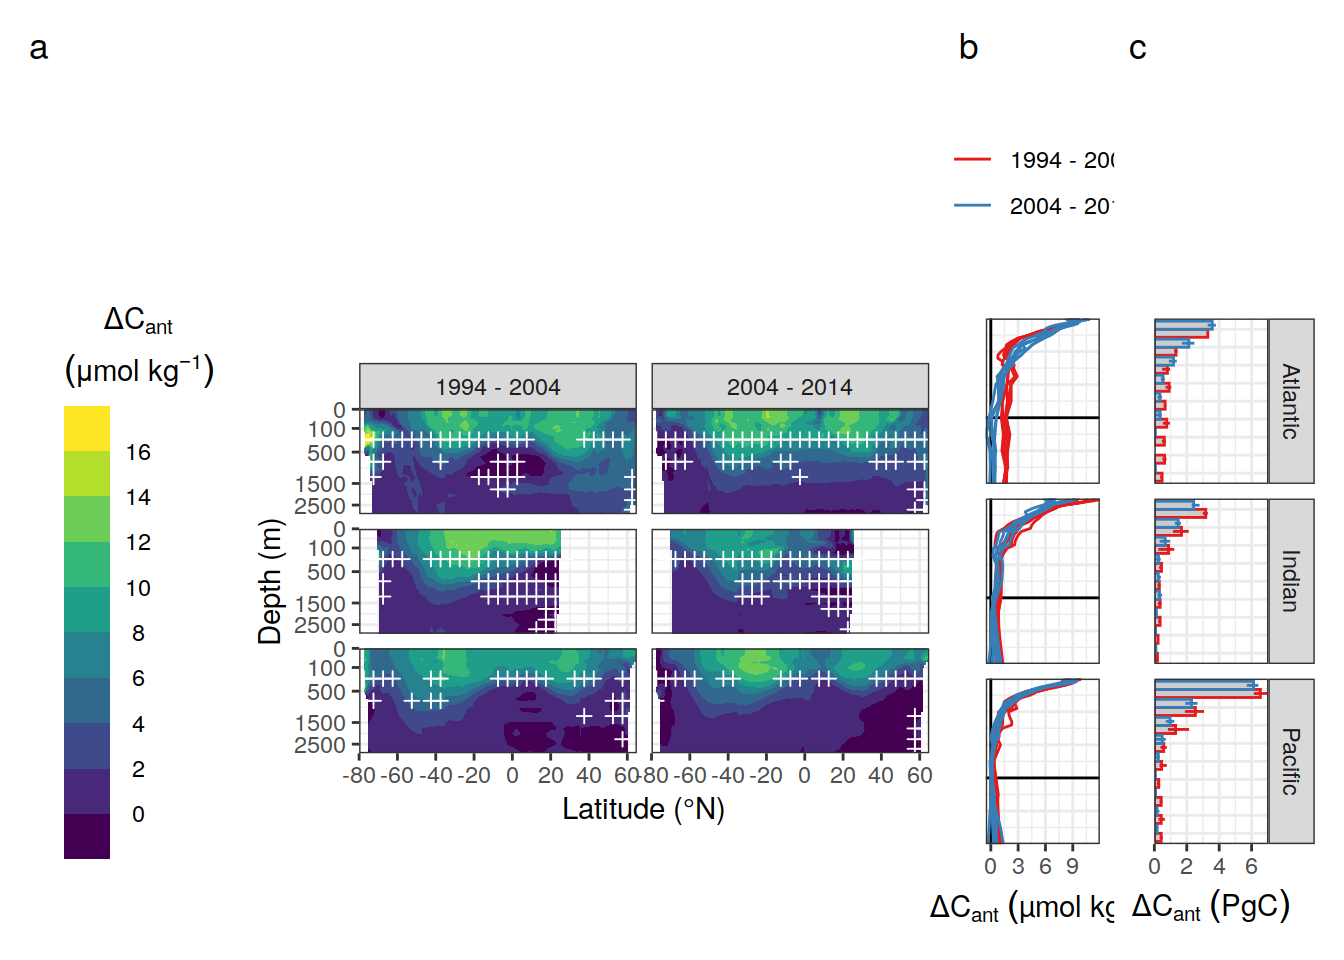 a
b
c
1994 - 200
2004 - 20
ΔCant
(μmol kg⁻¹)
16
14
12
10
8
6
4
2
0
1994 - 2004
2004 - 2014
0
100
500
1500
2500
0
100
500
1500
2500
0
100
500
1500
2500
Depth (m)
-80 -60 -40 -20 0 20 40 60
-80 -60 -40 -20 0 20 40 60
Latitude (°N)
0 3 6 9
ΔCant (μmol kg
0 2 4 6
ΔCant (PgC)
Atlantic
Indian
Pacific